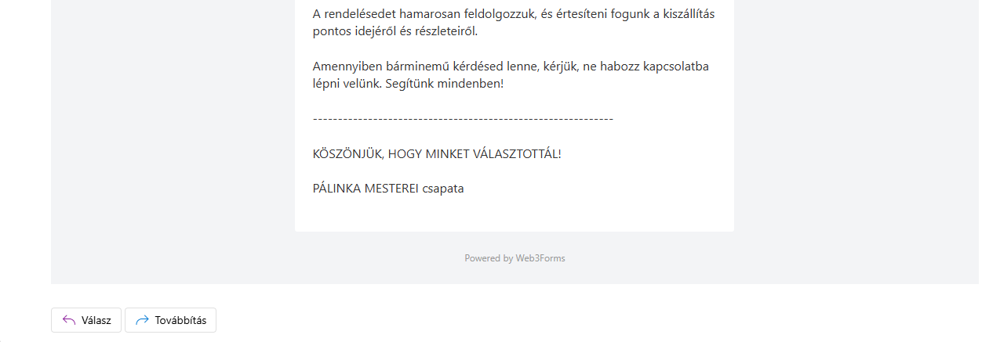 A rendelésedet hamarosan feldolgozzuk, és értesíteni fogunk a kiszállítás
pontos idejéről és részleteiről.
Amennyiben bárminemű kérdésed lenne, kérjük, ne habozz kapcsolatba
lépni velünk. Segítünk mindenben!
------------------------------------------------------------
KÖSZÖNJÜK, HOGY MINKET VÁLASZTOTTÁL!
PÁLINKA MESTEREI csapata
Powered by Web3Forms
Válasz Továbbítás